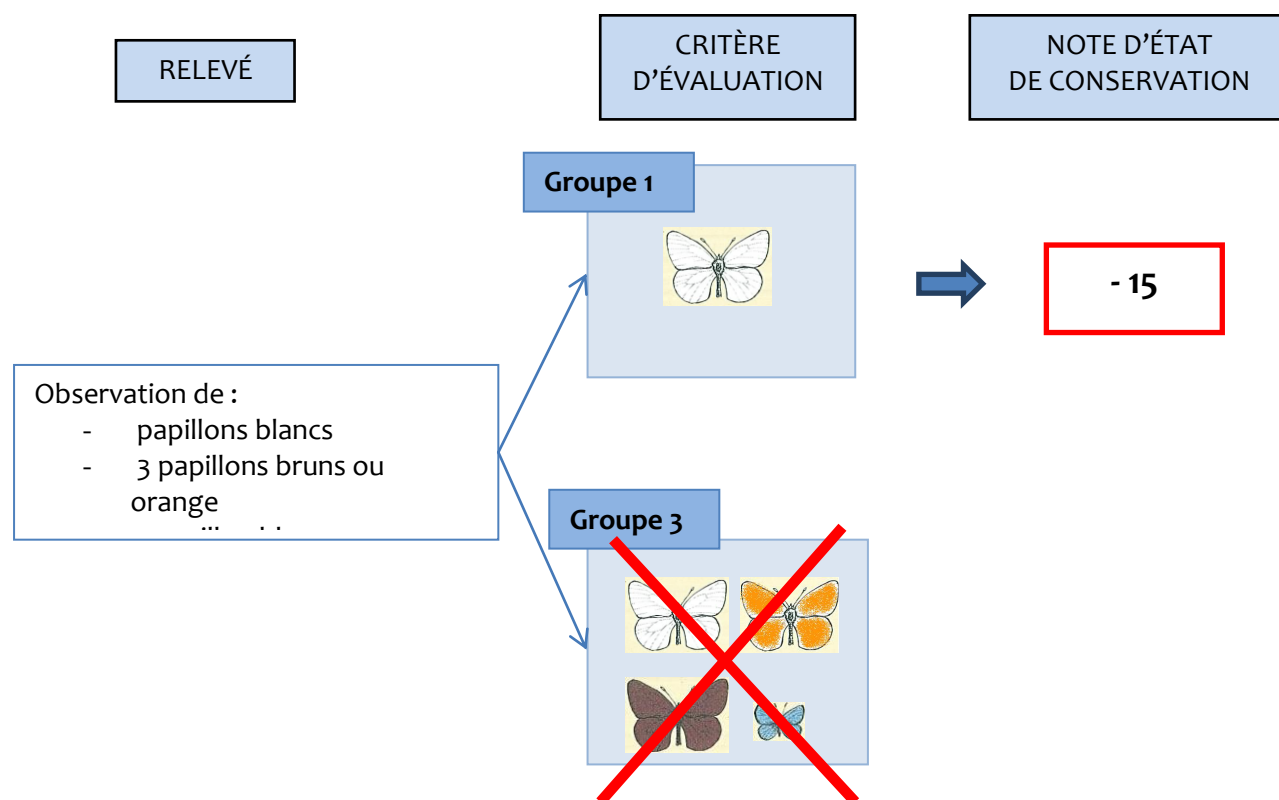 RELEVÉ
CRITÈRE
D'ÉVALUATION
NOTE D'ÉTAT
DE CONSERVATION
Groupe 1
- 15
Observation de :
- papillons blancs
- 3 papillons bruns ou
orange
Groupe 3